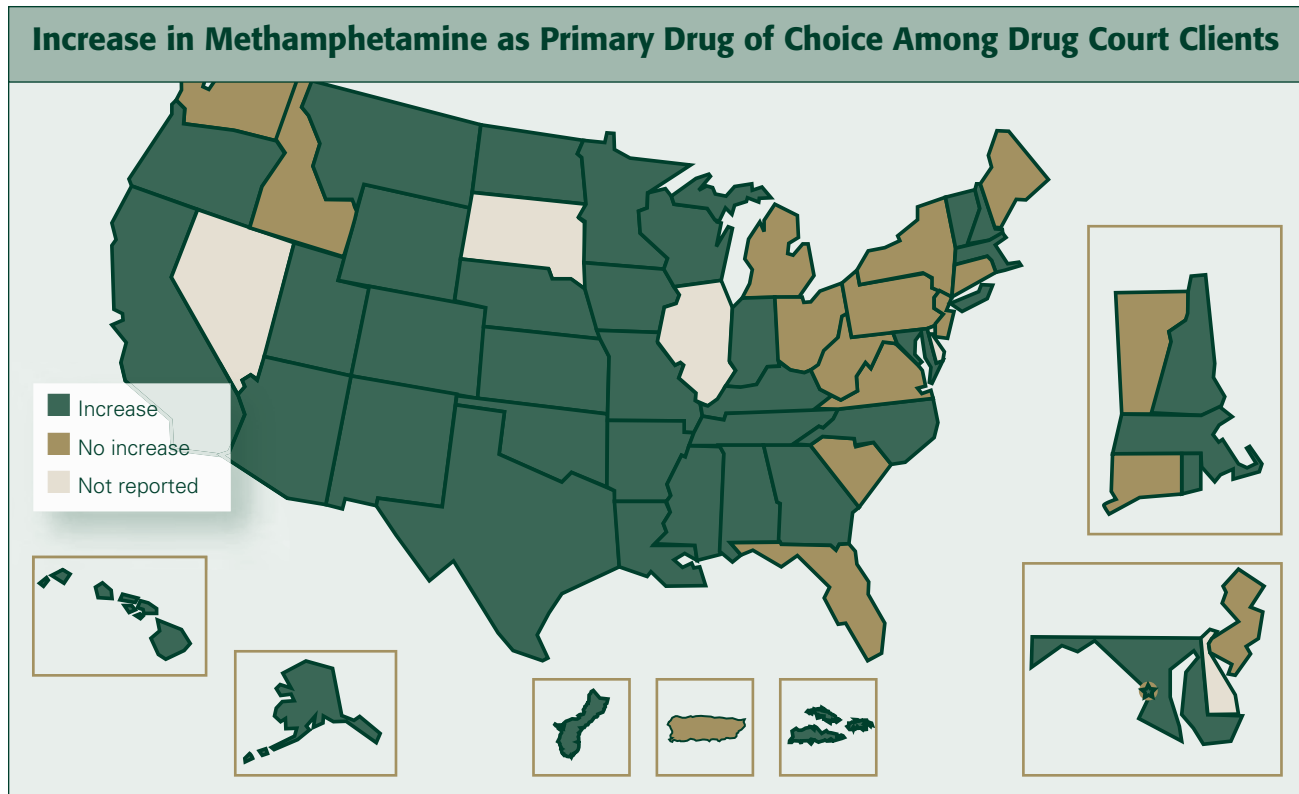 Increase in Methamphetamine as Primary Drug of Choice Among Drug Court Clients
Increase
No increase
Not reported